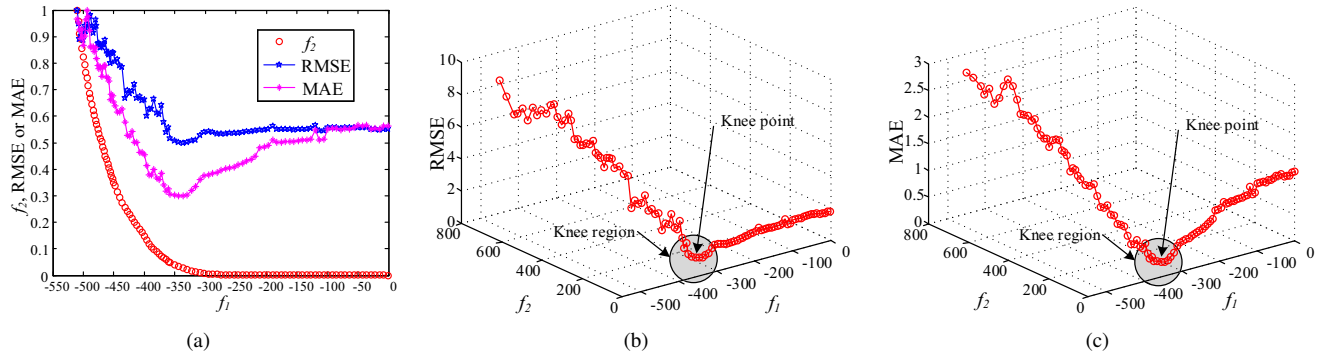 1
0.9
0.8
0.7
0.6
0.5
0.4
0.3
0.2
0.1
0
f2, RMSE or MAE
f2
RMSE
MAE
-550 -500 -450 -400 -350 -300 -250 -200 -150 -100 -50 0
f1
(a)
10
8
6
4
2
0
RMSE
Knee point
Knee region
800
600
400
200
0
f2
-500 -400 -300 -200 -100 0
f1
(b)
3
2.5
2
1.5
1
0.5
0
MAE
Knee point
Knee region
800
600
400
200
0
f2
-500 -400 -300 -200 -100 0
f1
(c)